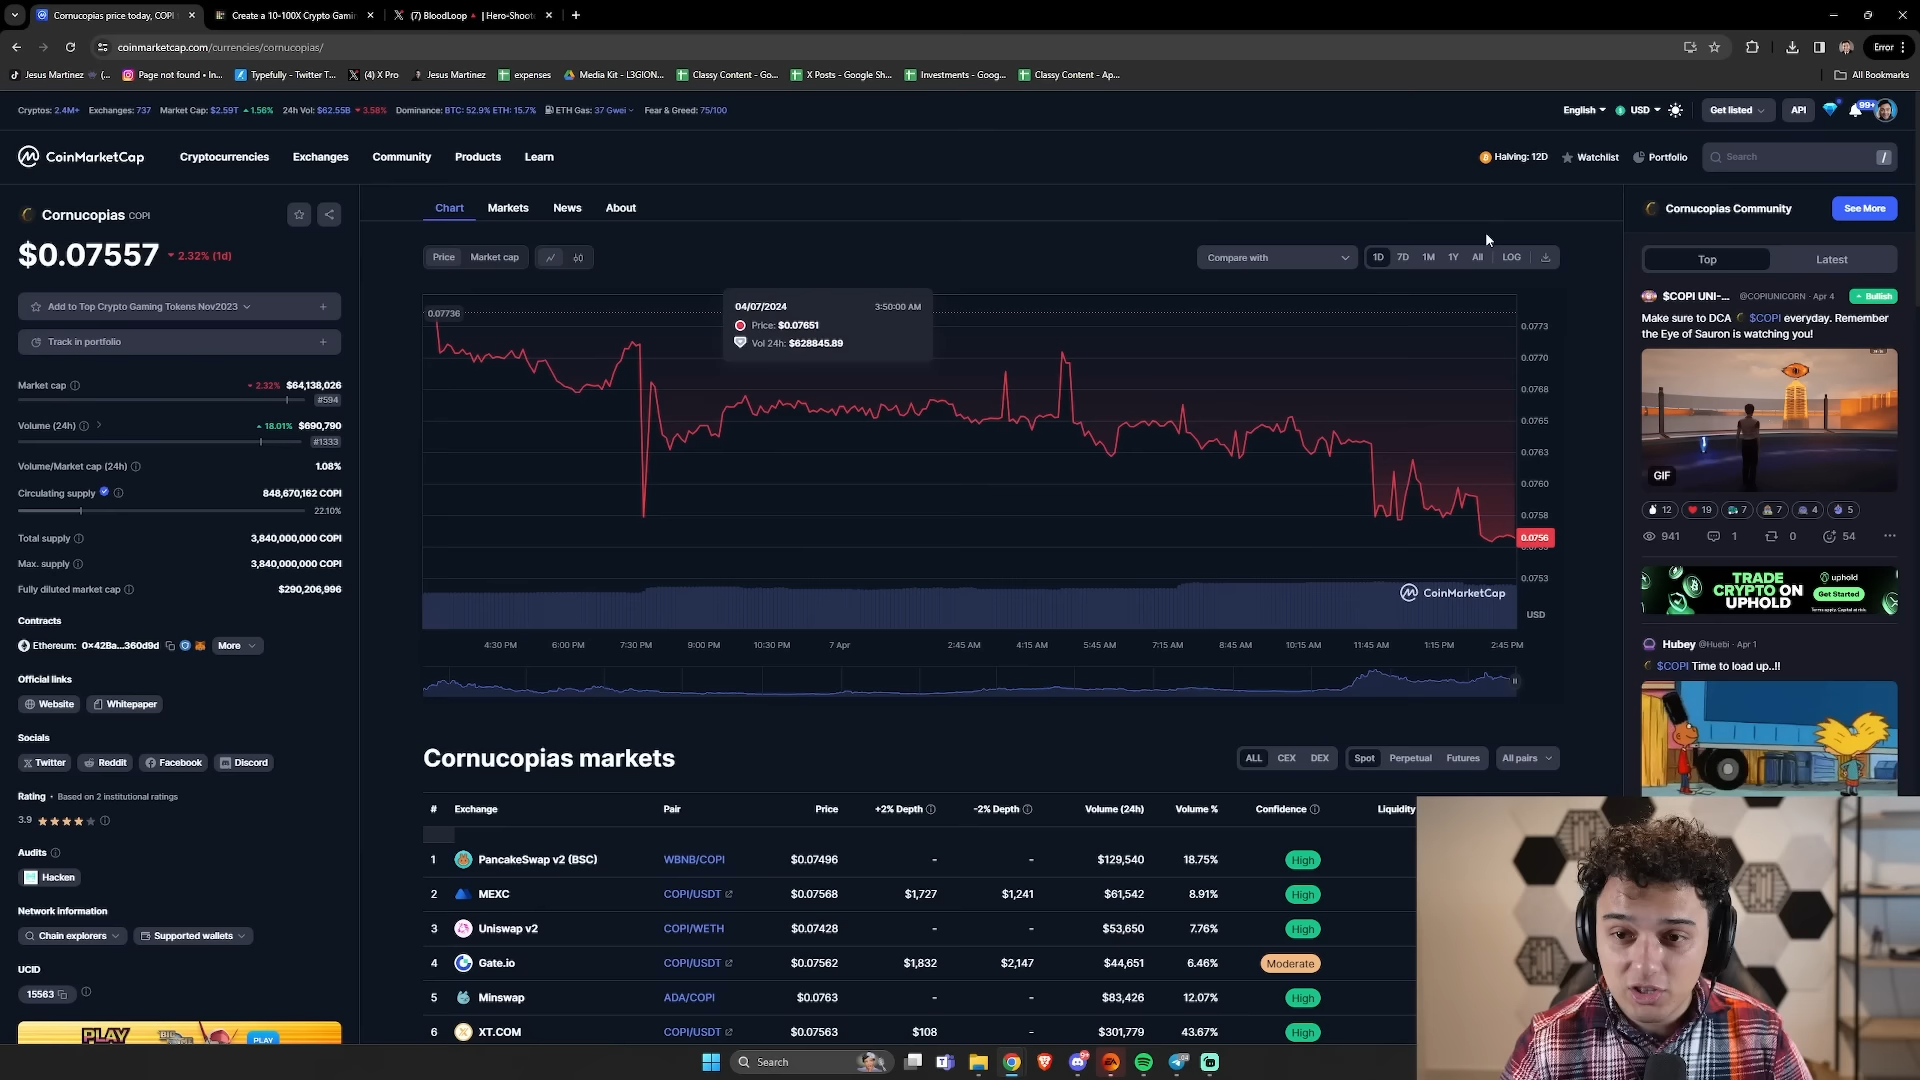 Cornucopias price today, COPI
Create a 10-100X Crypto Gami
(7) BloodLoop 🔺 | Hero-Shoote
coinmarketcap.com/currencies/cornucopias/
Error
Jesus Martinez
Page not found • In...
Typefully - Twitter T...
(4) X Pro
Jesus Martinez
expenses
Media Kit - L3GION...
Classy Content - Go...
X Posts - Google Sh...
Investments - Goog...
Classy Content - Ap...
All Bookmarks
Cryptos: 2.4M+ Exchanges: 737 Market Cap: $2.59T 1.56% 24h Vol: $62.55B 3.58% Dominance: BTC: 52.9% ETH: 15.7% ETH Gas: 37 Gwei Fear & Greed: 75/100
English USD Get listed API 99+
CoinMarketCap Cryptocurrencies Exchanges Community Products Learn
Halving: 12D Watchlist Portfolio Search /
Cornucopias COPI
$0.07557 2.32% (1d)
Add to Top Crypto Gaming Tokens Nov2023 +
Track in portfolio +
Market cap 2.32% $64,138,026
#594
Volume (24h) 18.01% $690,790
#1333
Volume/Market cap (24h) 1.08%
Circulating supply 848,670,162 COPI
22.10%
Total supply 3,840,000,000 COPI
Max. supply 3,840,000,000 COPI
Fully diluted market cap $290,206,996
Contracts
Ethereum: 0x42Ba...360d9d More
Official links
Website Whitepaper
Socials
Twitter Reddit Facebook Discord
Rating • Based on 2 institutional ratings
3.9
Audits
Hacken
Network information
Chain explorers Supported wallets
UCID
15563
PLAY
PLAY
Chart Markets News About
Price Market cap
Compare with 1D 7D 1M 1Y All LOG
0.07736
04/07/2024 3:50:00 AM
Price: $0.07651
Vol 24h: $628845.89
0.0773
0.0770
0.0768
0.0765
0.0763
0.0760
0.0758
0.0756
0.0753
CoinMarketCap
USD
4:30 PM 6:00 PM 7:30 PM 9:00 PM 10:30 PM 7 Apr 2:45 AM 4:15 AM 5:45 AM 7:15 AM 8:45 AM 10:15 AM 11:45 AM 1:15 PM 2:45 PM
Cornucopias markets
ALL CEX DEX Spot Perpetual Futures All pairs
# Exchange Pair Price +2% Depth -2% Depth Volume (24h) Volume % Confidence Liquidity
1 PancakeSwap v2 (BSC) WBNB/COPI $0.07496 - - $129,540 18.75% High
2 MEXC COPI/USDT $0.07568 $1,727 $1,241 $61,542 8.91% High
3 Uniswap v2 COPI/WETH $0.07428 - - $53,650 7.76% High
4 Gate.io COPI/USDT $0.07562 $1,832 $2,147 $44,651 6.46% Moderate
5 Minswap ADA/COPI $0.0763 - - $83,426 12.07% High
6 XT.COM COPI/USDT $0.07563 $108 - $301,779 43.67% High
Cornucopias Community See More
Top Latest
$COPI UNI-... @COPIUNICORN · Apr 4 Bullish
Make sure to DCA $COPI everyday. Remember
the Eye of Sauron is watching you!
GIF
12 19 7 7 4 5
941 1 0 54
TRADE
CRYPTO ON
UPHOLD
uphold
Get Started
Hubey @Huebi · Apr 1
$COPI Time to load up..!!
Search